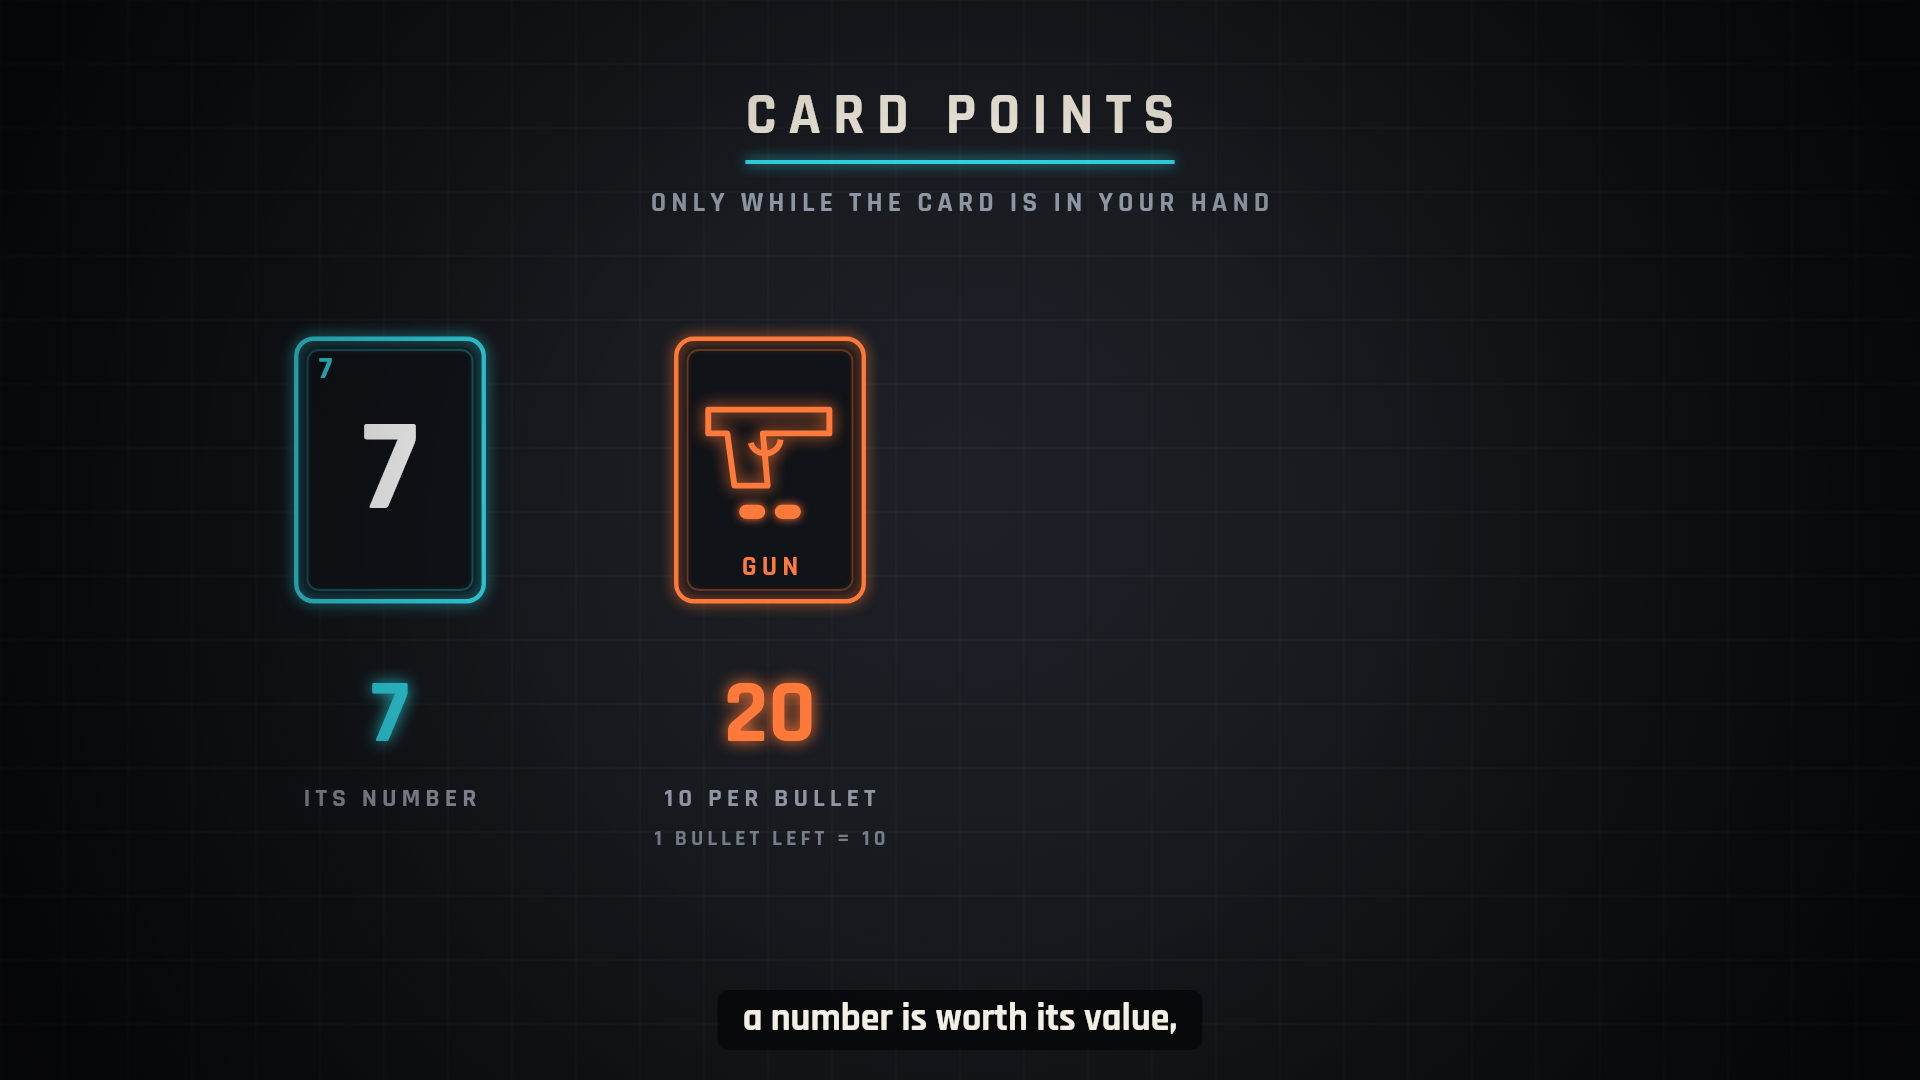 CARD POINTS
ONLY WHILE THE CARD IS IN YOUR HAND
7
7
GUN
7
20
ITS NUMBER
10 PER BULLET
1 BULLET LEFT = 10
a number is worth its value,